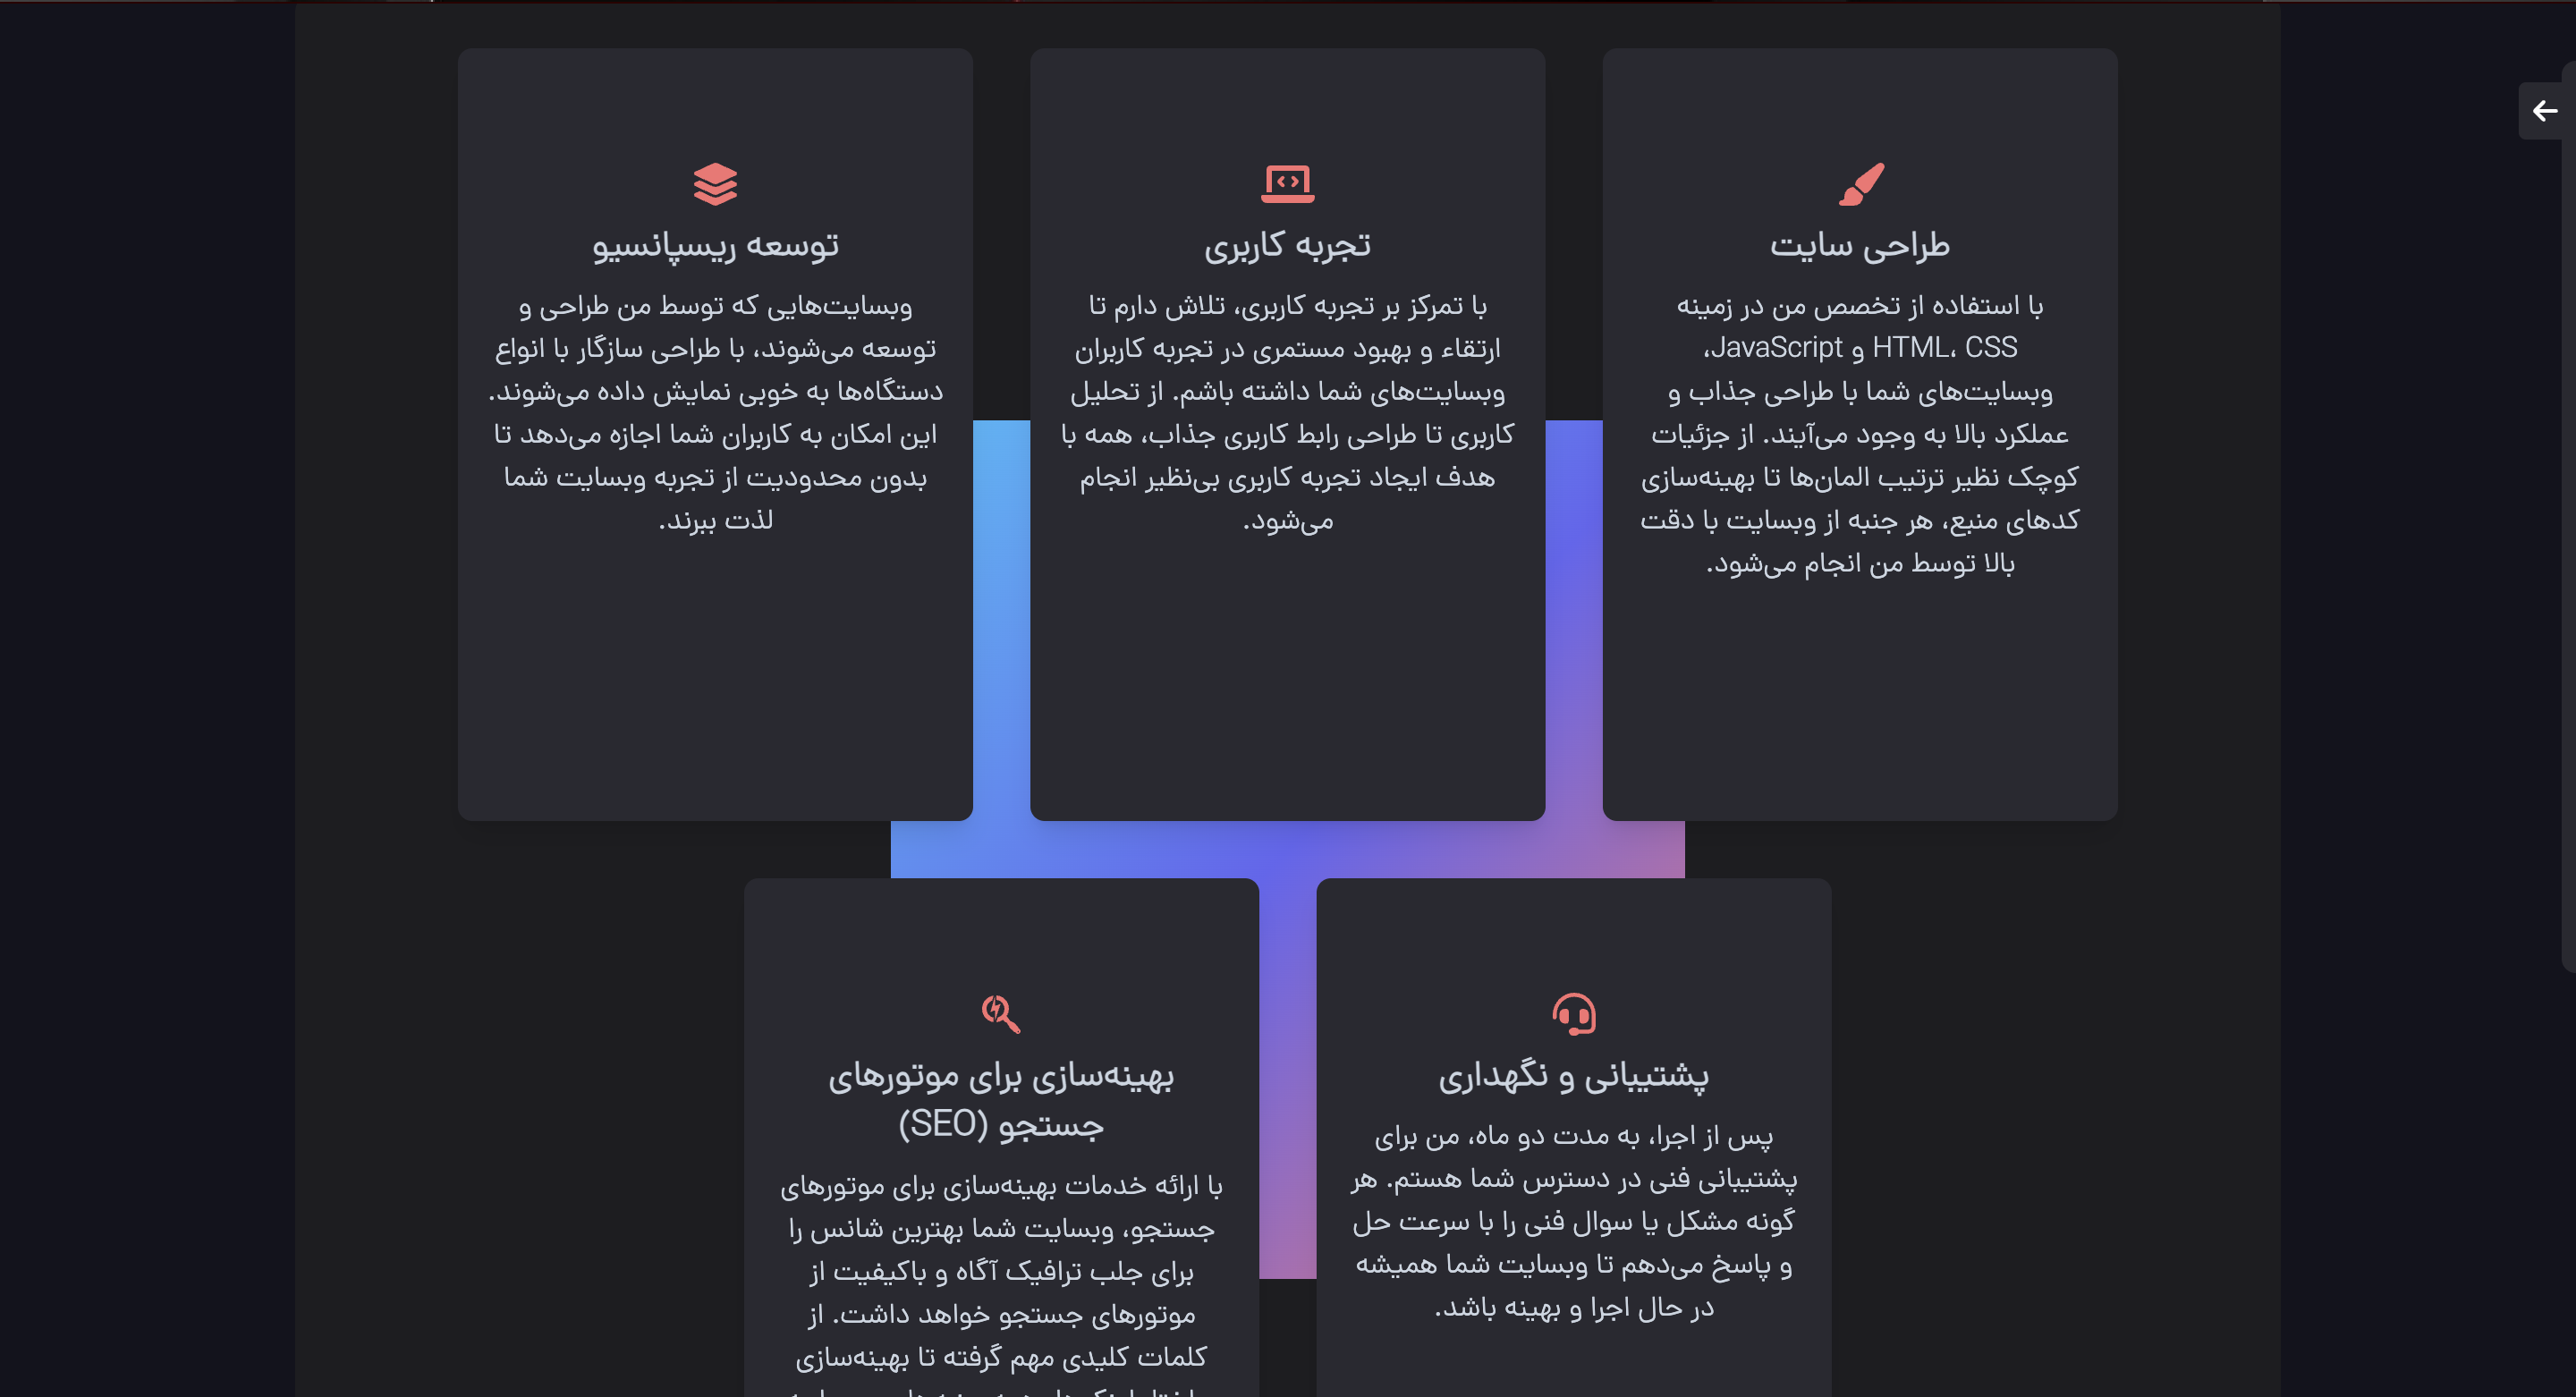 طراحی سایت
با استفاده از تخصص من در زمینه
HTML، CSS و JavaScript،
وبسایت‌های شما با طراحی جذاب و
عملکرد بالا به وجود می‌آیند. از جزئیات
کوچک نظیر ترتیب المان‌ها تا بهینه‌سازی
کدهای منبع، هر جنبه از وبسایت با دقت
بالا توسط من انجام می‌شود.
تجربه کاربری
با تمرکز بر تجربه کاربری، تلاش دارم تا
ارتقاء و بهبود مستمری در تجربه کاربران
وبسایت‌های شما داشته باشم. از تحلیل
کاربری تا طراحی رابط کاربری جذاب، همه با
هدف ایجاد تجربه کاربری بی‌نظیر انجام
می‌شود.
توسعه ریسپانسیو
وبسایت‌هایی که توسط من طراحی و
توسعه می‌شوند، با طراحی سازگار با انواع
دستگاه‌ها به خوبی نمایش داده می‌شوند.
این امکان به کاربران شما اجازه می‌دهد تا
بدون محدودیت از تجربه وبسایت شما
لذت ببرند.
پشتیبانی و نگهداری
پس از اجرا، به مدت دو ماه، من برای
پشتیبانی فنی در دسترس شما هستم. هر
گونه مشکل یا سوال فنی را با سرعت حل
و پاسخ می‌دهم تا وبسایت شما همیشه
در حال اجرا و بهینه باشد.
بهینه‌سازی برای موتورهای
جستجو (SEO)
با ارائه خدمات بهینه‌سازی برای موتورهای
جستجو، وبسایت شما بهترین شانس را
برای جلب ترافیک آگاه و باکیفیت از
موتورهای جستجو خواهد داشت. از
کلمات کلیدی مهم گرفته تا بهینه‌سازی